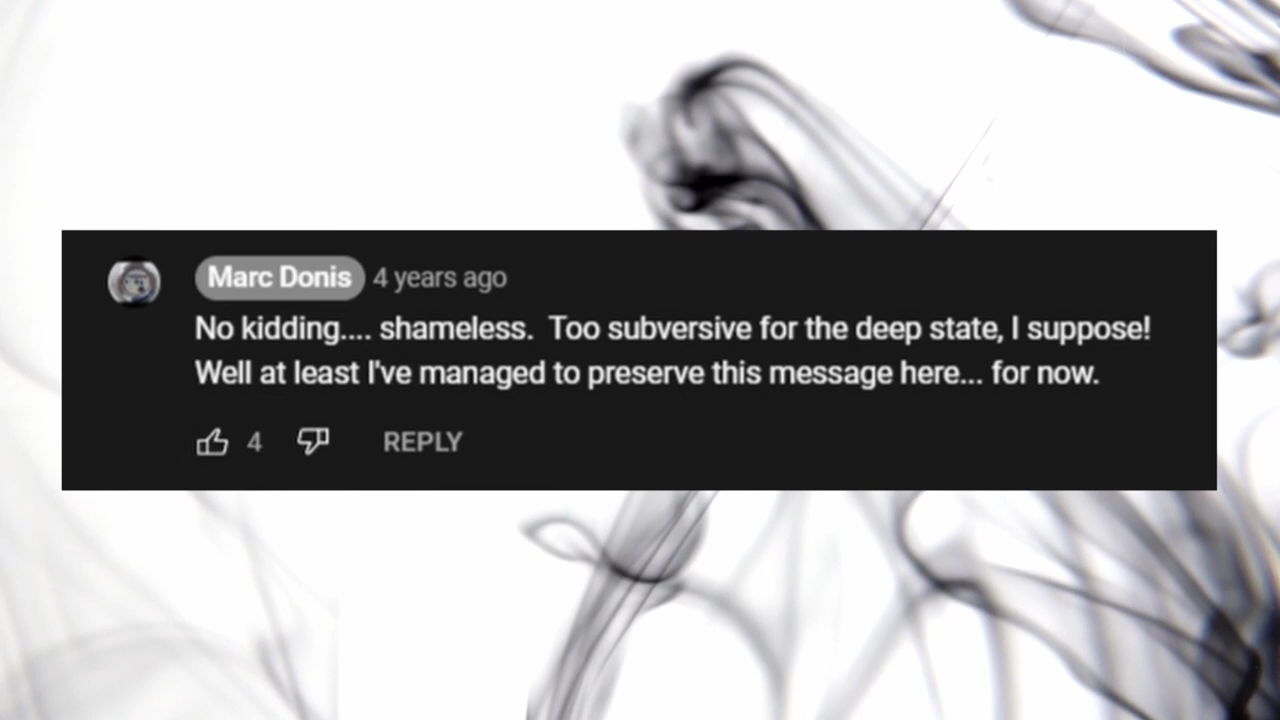 Marc Donis 4 years ago
No kidding.... shameless.  Too subversive for the deep state, I suppose!
Well at least I've managed to preserve this message here... for now.
4 REPLY